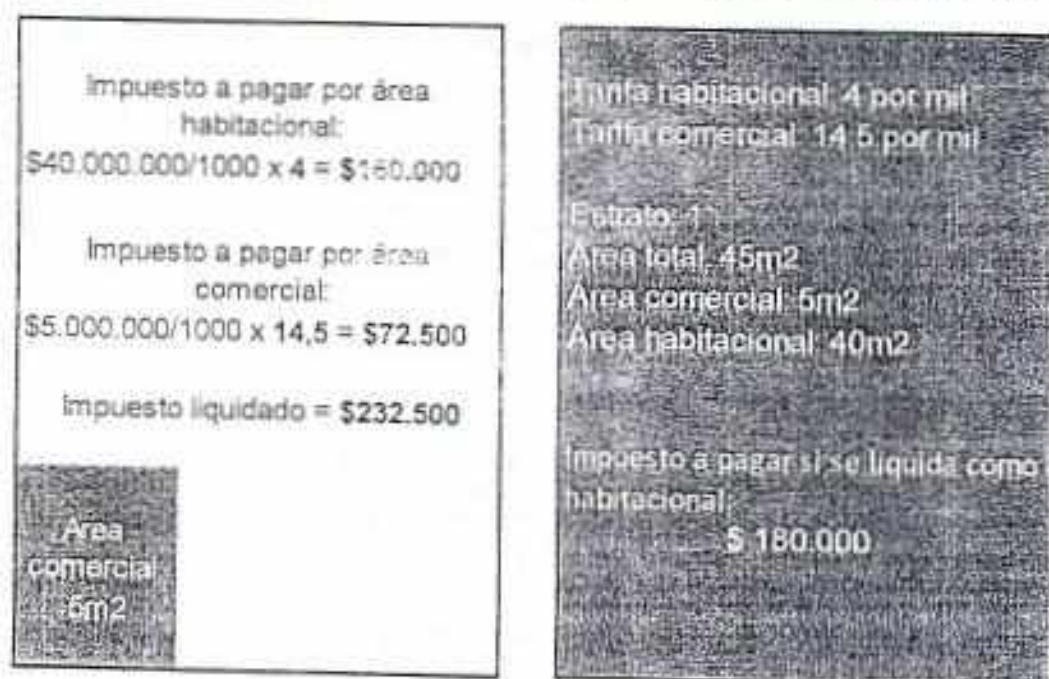 Impuesto a pagar por área
habitacional:
$40.000.000/1000 x 4 = $160.000
Impuesto a pagar por área
comercial:
$5.000.000/1000 x 14,5 = $72.500
Impuesto liquidado = $232.500
Area
comercial
5m2
Tarifa habitacional: 4 por mil
Tarifa comercial: 14.5 por mil
Estrato: 1
Area total: 45m2
Area comercial: 5m2
Area habitacional: 40m2
Impuesto a pagar si se liquida como
habitacional:
$ 180.000